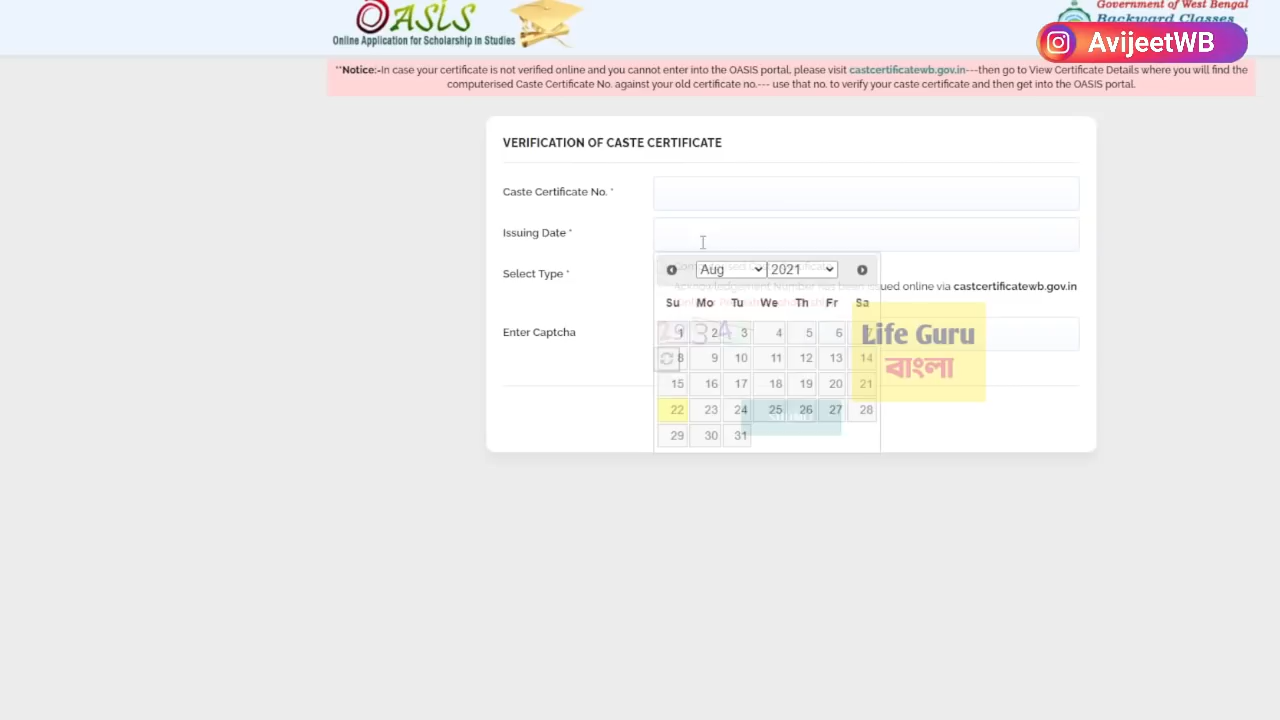 OASIS
Online Application for Scholarship in Studies
Government of West Bengal
Backward Classes
AvijeetWB
**Notice:-In case your certificate is not verified online and you cannot enter into the OASIS portal, please visit castcertificatewb.gov.in---then go to View Certificate Details where you will find the
computerised Caste Certificate No. against your old certificate no.--- use that no. to verify your caste certificate and then get into the OASIS portal.
VERIFICATION OF CASTE CERTIFICATE
Caste Certificate No. *
Issuing Date *
Select Type *
Aug 2021
Acknowledgement Number has been issued online via castcertificatewb.gov.in
Su Mo Tu We Th Fr Sa
Enter Captcha
1 2 3 4 5 6 7
8 9 10 11 12 13 14
15 16 17 18 19 20 21
22 23 24 25 26 27 28
29 30 31
Life Guru
বাংলা